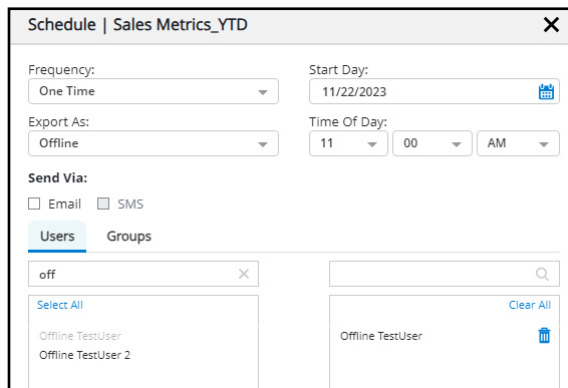 Schedule | Sales Metrics_YTD
Frequency:
Start Day:
One Time
11/22/2023
Export As:
Time Of Day:
Offline
11
00
AM
Send Via:
Email
SMS
Users
Groups
off
Select All
Clear All
Offline TestUser
Offline TestUser
Offline TestUser 2